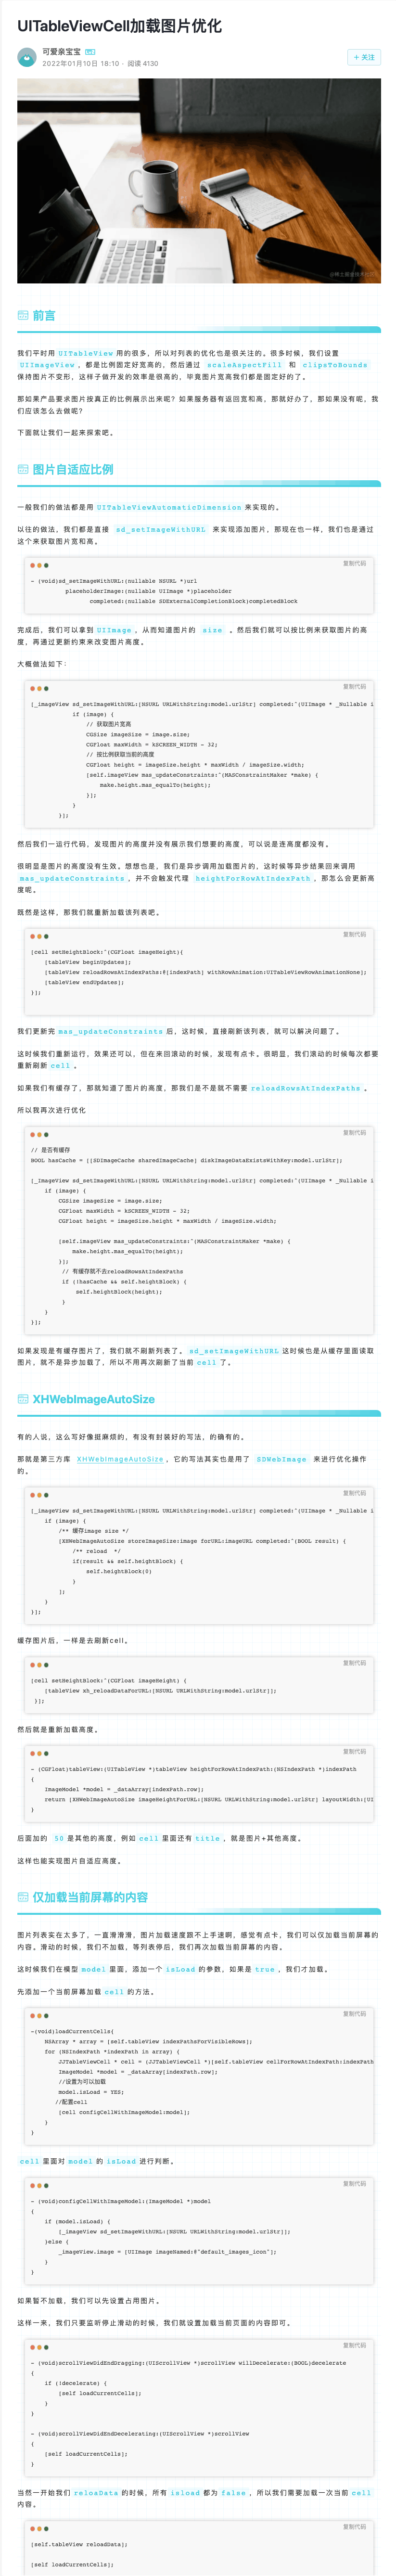 UITableViewCell加载图片优化
可爱亲宝宝
2022年01月10日 18:10 · 阅读 4130
+ 关注
@稀土掘金技术社区
前言
我们平时用 UITableView 用的很多，所以对列表的优化也是很关注的。很多时候，我们设置
UIImageView ，都是比例固定好宽高的，然后通过 scaleAspectFill 和 clipsToBounds
保持图片不变形，这样子做开发的效率是很高的，毕竟图片宽高我们都是固定好的了。
那如果产品要求图片按真正的比例展示出来呢？如果服务器有返回宽和高，那就好办了，那如果没有呢，我
们应该怎么去做呢？
下面就让我们一起来探索吧。
图片自适应比例
一般我们的做法都是用 UITableViewAutomaticDimension 来实现的。
以往的做法，我们都是直接 sd_setImageWithURL 来实现添加图片，那现在也一样，我们也是通过
这个来获取图片宽和高。
复制代码
- (void)sd_setImageWithURL:(nullable NSURL *)url
placeholderImage:(nullable UIImage *)placeholder
completed:(nullable SDExternalCompletionBlock)completedBlock
完成后，我们可以拿到 UIImage ，从而知道图片的 size 。然后我们就可以按比例来获取图片的高
度，再通过更新约束来改变图片高度。
大概做法如下：
复制代码
[_imageView sd_setImageWithURL:[NSURL URLWithString:model.urlStr] completed:^(UIImage * _Nullable i
if (image) {
// 获取图片宽高
CGSize imageSize = image.size;
CGFloat maxWidth = kSCREEN_WIDTH - 32;
// 按比例获取当前的高度
CGFloat height = imageSize.height * maxWidth / imageSize.width;
[self.imageView mas_updateConstraints:^(MASConstraintMaker *make) {
make.height.mas_equalTo(height);
}];
}
}];
然后我们一运行代码，发现图片的高度并没有展示我们想要的高度，可以说是连高度都没有。
很明显是图片的高度没有生效。想想也是，我们是异步调用加载图片的，这时候等异步结果回来调用
mas_updateConstraints ，并不会触发代理 heightForRowAtIndexPath ，那怎么会更新高
度呢。
既然是这样，那我们就重新加载该列表吧。
复制代码
[cell setHeightBlock:^(CGFloat imageHeight){
[tableView beginUpdates];
[tableView reloadRowsAtIndexPaths:@[indexPath] withRowAnimation:UITableViewRowAnimationNone];
[tableView endUpdates];
}];
我们更新完 mas_updateConstraints 后，这时候，直接刷新该列表，就可以解决问题了。
这时候我们重新运行，效果还可以，但在来回滚动的时候，发现有点卡。很明显，我们滚动的时候每次都要
重新刷新 cell 。
如果我们有缓存了，那就知道了图片的高度，那我们是不是就不需要 reloadRowsAtIndexPaths 。
所以我再次进行优化
复制代码
// 是否有缓存
BOOL hasCache = [[SDImageCache sharedImageCache] diskImageDataExistsWithKey:model.urlStr];
[_ImageView sd_setImageWithURL:[NSURL URLWithString:model.urlStr] completed:^(UIImage * _Nullable i
if (image) {
CGSize imageSize = image.size;
CGFloat maxWidth = kSCREEN_WIDTH - 32;
CGFloat height = imageSize.height * maxWidth / imageSize.width;
[self.imageView mas_updateConstraints:^(MASConstraintMaker *make) {
make.height.mas_equalTo(height);
}];
// 有缓存就不去reloadRowsAtIndexPaths
if (!hasCache && self.heightBlock) {
self.heightBlock(height);
}
}
}];
如果发现是有缓存图片了，我们就不刷新列表了。 sd_setImageWithURL 这时候也是从缓存里面读取
图片，就不是异步加载了，所以不用再次刷新了当前 cell 了。
XHWebImageAutoSize
有的人说，这么写好像挺麻烦的，有没有封装好的写法，的确有的。
那就是第三方库 XHWebImageAutoSize ，它的写法其实也是用了 SDWebImage 来进行优化操作
的。
复制代码
[_imageView sd_setImageWithURL:[NSURL URLWithString:model.urlStr] completed:^(UIImage * _Nullable i
if (image) {
/** 缓存image size */
[XHWebImageAutoSize storeImageSize:image forURL:imageURL completed:^(BOOL result) {
/** reload */
if(result && self.heightBlock) {
self.heightBlock(0)
}
];
}
}];
缓存图片后，一样是去刷新cell。
复制代码
[cell setHeightBlock:^(CGFloat imageHeight) {
[tableView xh_reloadDataForURL:[NSURL URLWithString:model.urlStr]];
}];
然后就是重新加载高度。
复制代码
- (CGFloat)tableView:(UITableView *)tableView heightForRowAtIndexPath:(NSIndexPath *)indexPath
{
ImageModel *model = _dataArray[indexPath.row];
return [XHWebImageAutoSize imageHeightForURL:[NSURL URLWithString:model.urlStr] layoutWidth:[UI
}
后面加的 50 是其他的高度，例如 cell 里面还有 title ，就是图片+其他高度。
这样也能实现图片自适应高度。
仅加载当前屏幕的内容
图片列表实在太多了，一直滑滑滑，图片加载速度跟不上手速啊，感觉有点卡，我们可以仅加载当前屏幕的
内容。滑动的时候，我们不加载，等列表停后，我们再次加载当前屏幕的内容。
这时候我们在模型 model 里面，添加一个 isLoad 的参数，如果是 true ，我们才加载。
先添加一个当前屏幕加载 cell 的方法。
复制代码
-(void)loadCurrentCells{
NSArray * array = [self.tableView indexPathsForVisibleRows];
for (NSIndexPath *indexPath in array) {
JJTableViewCell * cell = (JJTableViewCell *)[self.tableView cellForRowAtIndexPath:indexPath
ImageModel *model = _dataArray[indexPath.row];
//设置为可以加载
model.isLoad = YES;
//配置cell
[cell configCellWithImageModel:model];
}
}
cell 里面对 model 的 isLoad 进行判断。
复制代码
- (void)configCellWithImageModel:(ImageModel *)model
{
if (model.isLoad) {
[_imageView sd_setImageWithURL:[NSURL URLWithString:model.urlStr]];
}else {
_imageView.image = [UIImage imageNamed:@"default_images_icon"];
}
}
如果暂不加载，我们可以先设置占用图片。
这样一来，我们只要监听停止滑动的时候，我们就设置加载当前页面的内容即可。
复制代码
- (void)scrollViewDidEndDragging:(UIScrollView *)scrollView willDecelerate:(BOOL)decelerate
{
if (!decelerate) {
[self loadCurrentCells];
}
}
- (void)scrollViewDidEndDecelerating:(UIScrollView *)scrollView
{
[self loadCurrentCells];
}
当然一开始我们 reloaData 的时候，所有 isload 都为 false ，所以我们需要加载一次当前 cell
内容。
复制代码
[self.tableView reloadData];
[self loadCurrentCells];